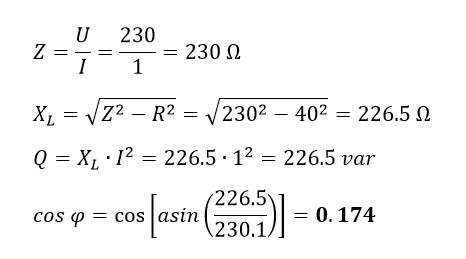 Z = U/I = 230/1 = 230 Ω
X_L = √(Z² − R²) = √(230² − 40²) = 226.5 Ω
Q = X_L · I² = 226.5 · 1² = 226.5 var
cos φ = cos[asin(226.5/230.1)] = 0.174